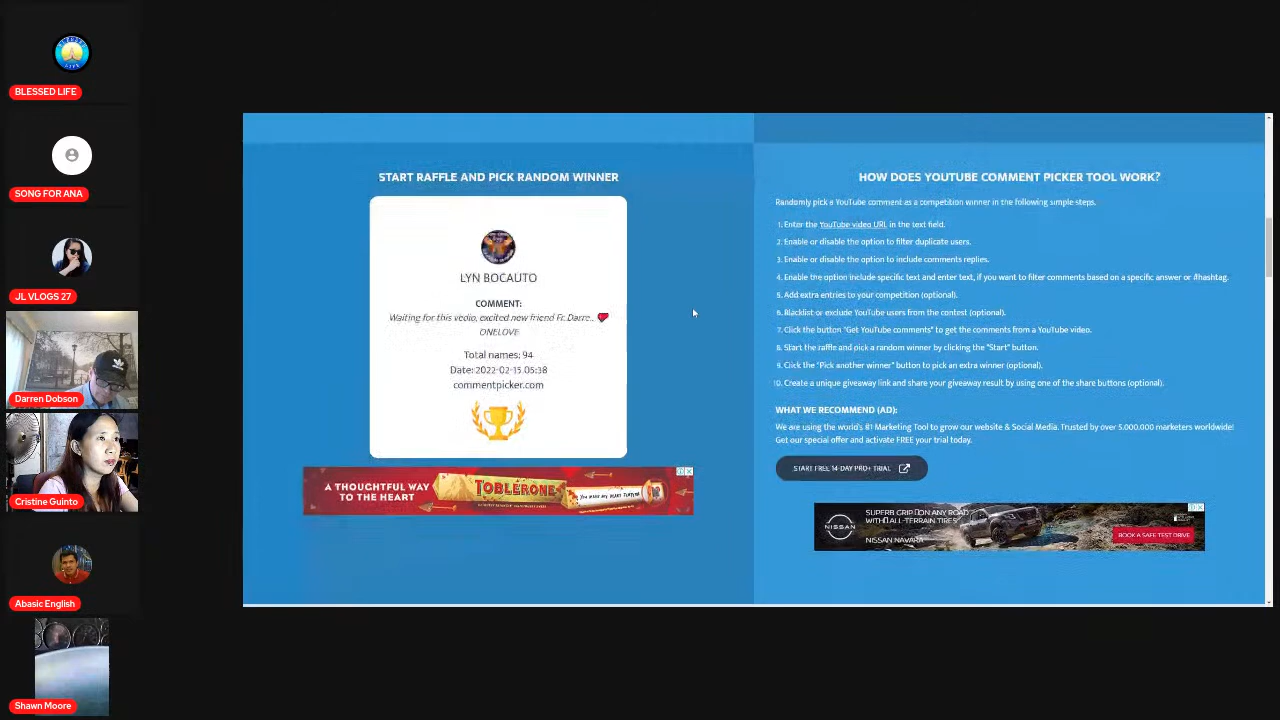 BLESSED LIFE
SONG FOR ANA
JL VLOGS 27
Darren Dobson
Cristine Guinto
Abasic English
Shawn Moore
START RAFFLE AND PICK RANDOM WINNER
LYN BOCAUTO
COMMENT:
Waiting for this vedio, excited new friend Fr. Darre.. ❤
ONELOVE
Total names: 94
Date: 2022-02-15 05:38
commentpicker.com
A THOUGHTFUL WAY
TO THE HEART
TOBLERONE
HOW DOES YOUTUBE COMMENT PICKER TOOL WORK?
Randomly pick a YouTube comment as a competition winner in the following simple steps.
1. Enter the YouTube video URL in the text field.
2. Enable or disable the option to filter duplicate users.
3. Enable or disable the option to include comments replies.
4. Enable the option include specific text and enter text, if you want to filter comments based on a specific answer or #hashtag.
5. Add extra entries to your competition (optional).
6. Blacklist or exclude YouTube users from the contest (optional).
7. Click the button "Get YouTube comments" to get the comments from a YouTube video.
8. Start the raffle and pick a random winner by clicking the "Start" button.
9. Click the "Pick another winner" button to pick an extra winner (optional).
10. Create a unique giveaway link and share your giveaway result by using one of the share buttons (optional).
WHAT WE RECOMMEND (AD):
We are using the world's #1 Marketing Tool to grow our website & Social Media. Trusted by over 5.000.000 marketers worldwide!
Get our special offer and activate FREE your trial today.
START FREE 14-DAY PRO+ TRIAL
NISSAN
SUPERB GRIP ON ANY ROAD
WITH ALL-TERRAIN TIRES
NISSAN NAVARA
BOOK A SAFE TEST DRIVE